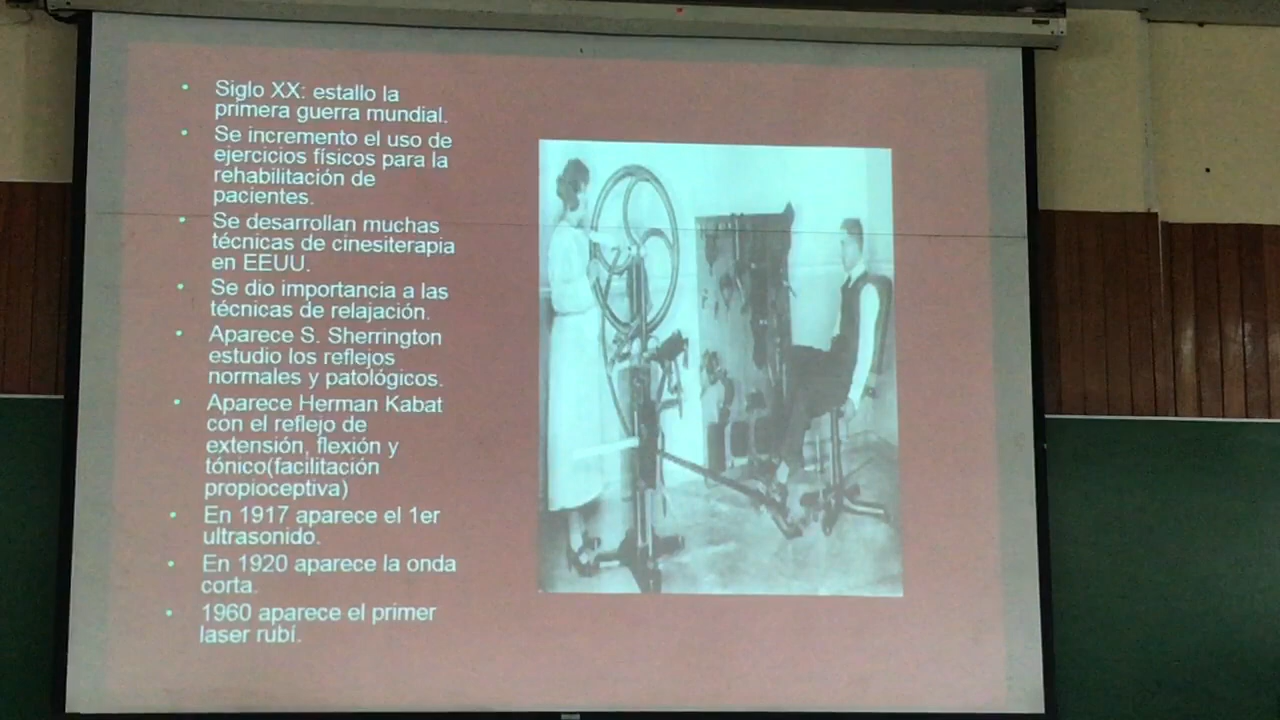 Siglo XX: estallo la
primera guerra mundial.
Se incremento el uso de
ejercicios físicos para la
rehabilitación de
pacientes.
Se desarrollan muchas
técnicas de cinesiterapia
en EEUU.
Se dio importancia a las
técnicas de relajación.
Aparece S. Sherrington
estudio los reflejos
normales y patológicos.
Aparece Herman Kabat
con el reflejo de
extensión, flexión y
tónico(facilitación
propioceptiva)
En 1917 aparece el 1er
ultrasonido.
En 1920 aparece la onda
corta.
1960 aparece el primer
laser rubí.